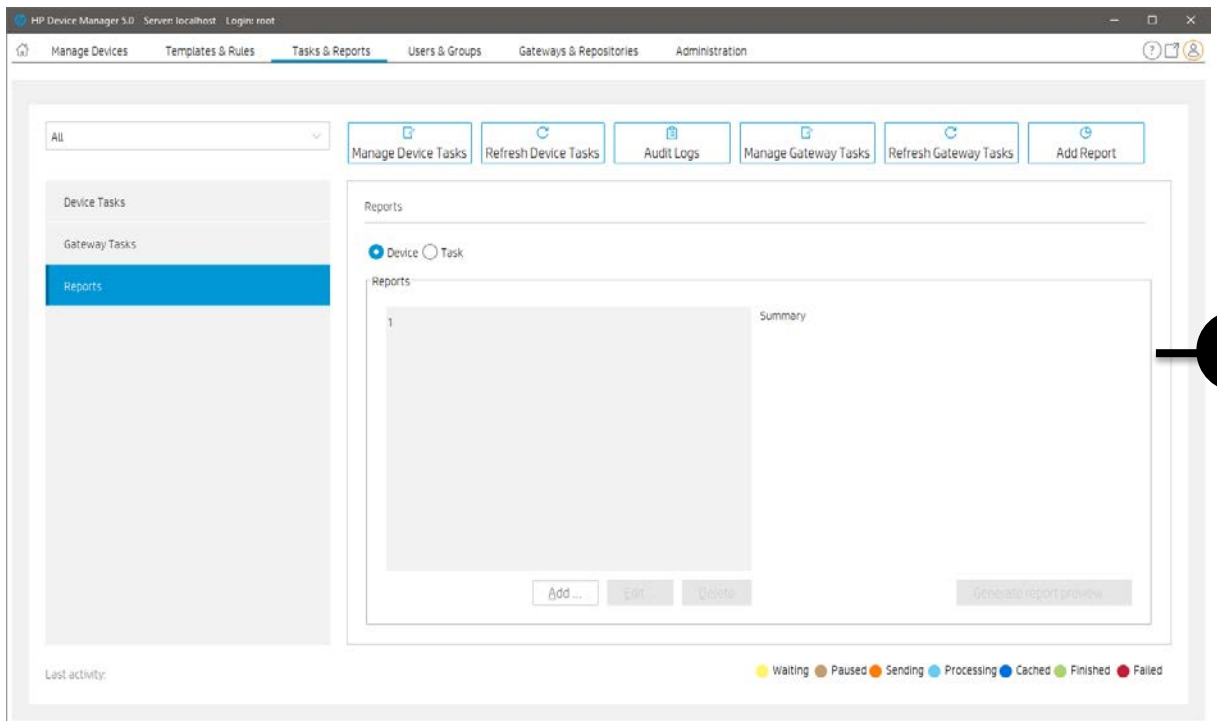 HP Device Manager 5.0 Server: localhost Login: root
Manage Devices Templates & Rules Tasks & Reports Users & Groups Gateways & Repositories Administration
All
Manage Device Tasks Refresh Device Tasks Audit Logs Manage Gateway Tasks Refresh Gateway Tasks Add Report
Device Tasks
Gateway Tasks
Reports
Reports
Device Task
Reports
1
Summary
Add ... Edit ... Delete Generate report preview ...
Last activity:
Waiting Paused Sending Processing Cached Finished Failed